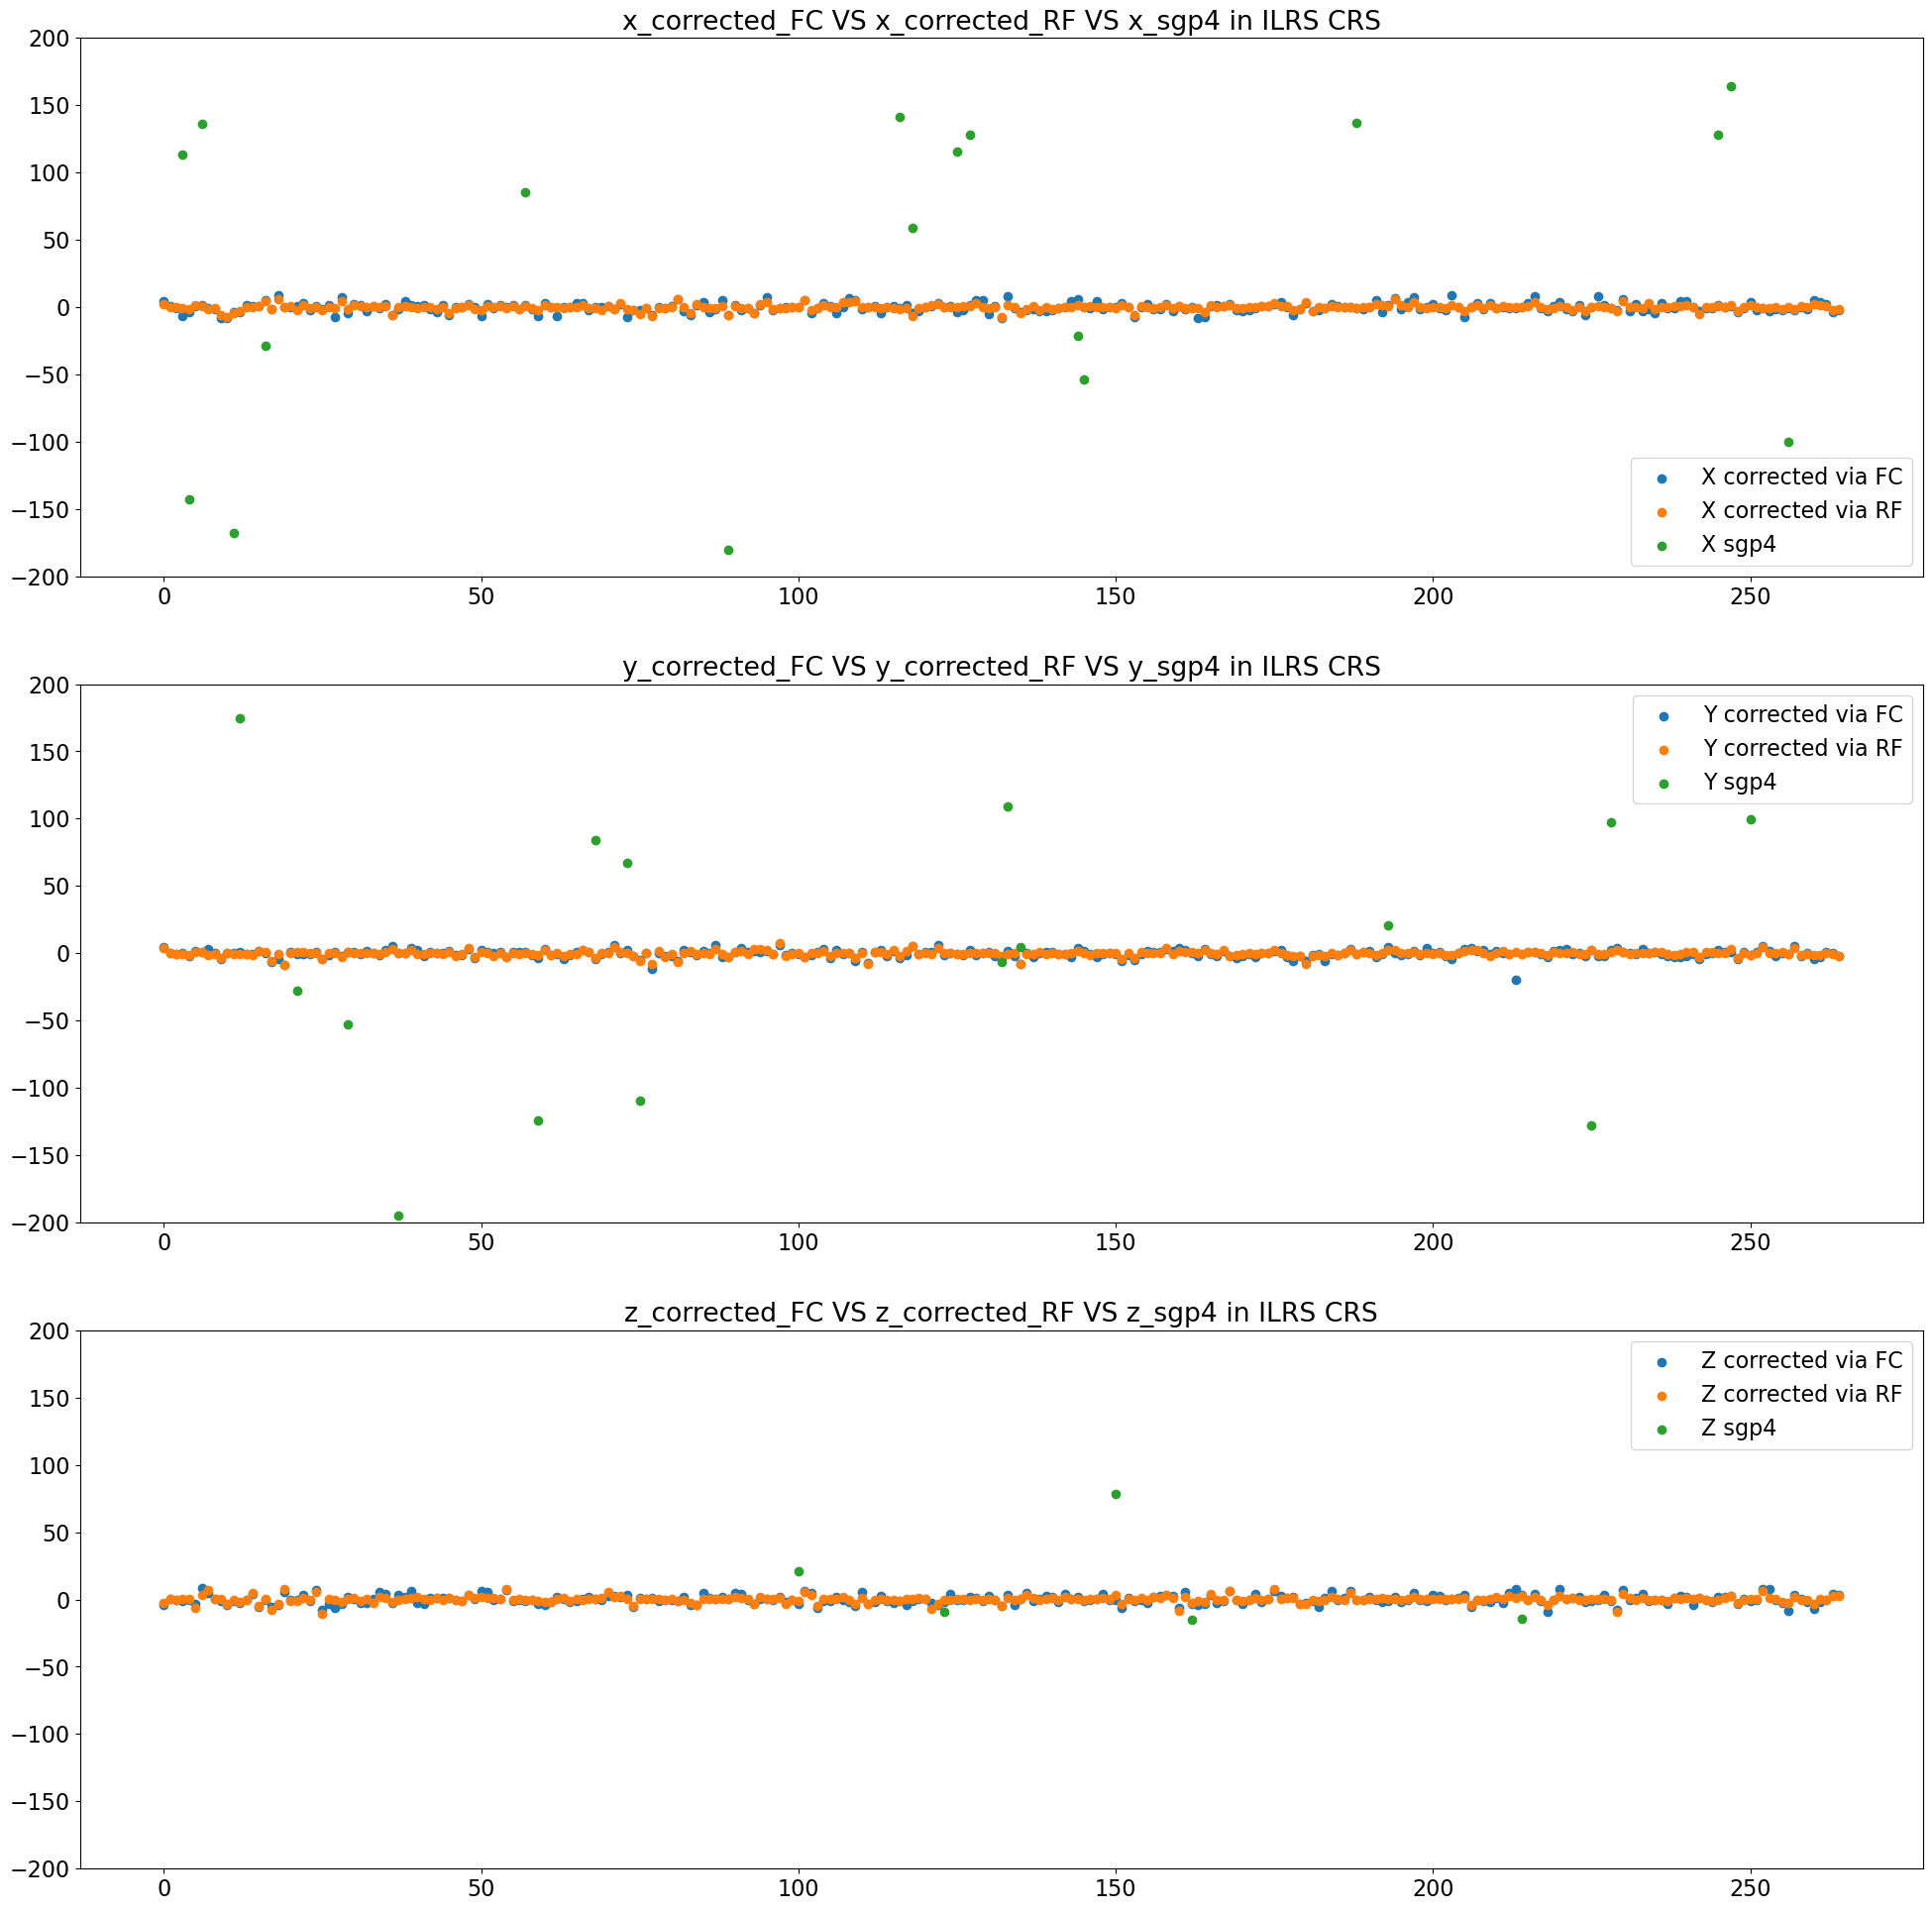 x_corrected_FC VS x_corrected_RF VS x_sgp4 in ILRS CRS
200
150
100
50
0
−50
−100
−150
−200
X corrected via FC
X corrected via RF
X sgp4
0 50 100 150 200 250
y_corrected_FC VS y_corrected_RF VS y_sgp4 in ILRS CRS
200
150
100
50
0
−50
−100
−150
−200
Y corrected via FC
Y corrected via RF
Y sgp4
0 50 100 150 200 250
z_corrected_FC VS z_corrected_RF VS z_sgp4 in ILRS CRS
200
150
100
50
0
−50
−100
−150
−200
Z corrected via FC
Z corrected via RF
Z sgp4
0 50 100 150 200 250